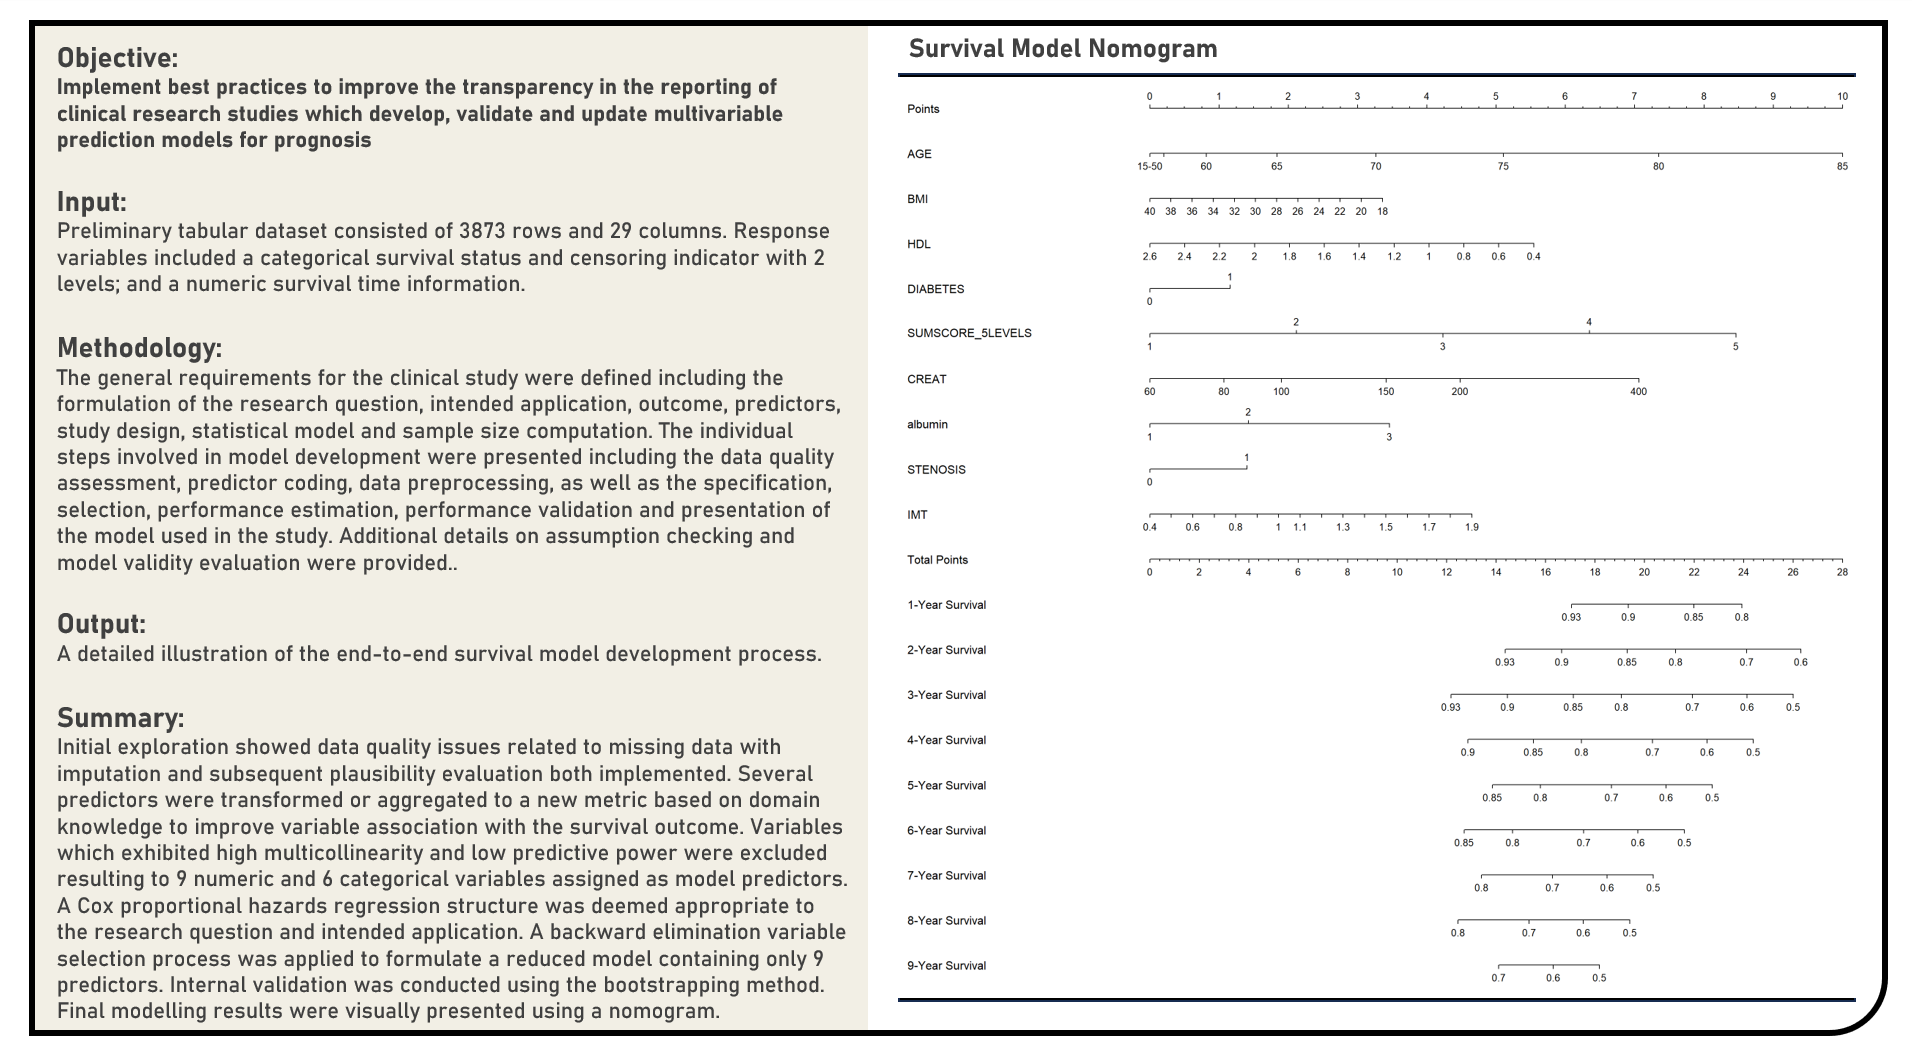 Objective:
Implement best practices to improve the transparency in the reporting of
clinical research studies which develop, validate and update multivariable
prediction models for prognosis
Input:
Preliminary tabular dataset consisted of 3873 rows and 29 columns. Response
variables included a categorical survival status and censoring indicator with 2
levels; and a numeric survival time information.
Methodology:
The general requirements for the clinical study were defined including the
formulation of the research question, intended application, outcome, predictors,
study design, statistical model and sample size computation. The individual
steps involved in model development were presented including the data quality
assessment, predictor coding, data preprocessing, as well as the specification,
selection, performance estimation, performance validation and presentation of
the model used in the study. Additional details on assumption checking and
model validity evaluation were provided..
Output:
A detailed illustration of the end-to-end survival model development process.
Summary:
Initial exploration showed data quality issues related to missing data with
imputation and subsequent plausibility evaluation both implemented. Several
predictors were transformed or aggregated to a new metric based on domain
knowledge to improve variable association with the survival outcome. Variables
which exhibited high multicollinearity and low predictive power were excluded
resulting to 9 numeric and 6 categorical variables assigned as model predictors.
A Cox proportional hazards regression structure was deemed appropriate to
the research question and intended application. A backward elimination variable
selection process was applied to formulate a reduced model containing only 9
predictors. Internal validation was conducted using the bootstrapping method.
Final modelling results were visually presented using a nomogram.
Survival Model Nomogram
0 1 2 3 4 5 6 7 8 9 10
Points
AGE
15-50 60 65 70 75 80 85
BMI
40 38 36 34 32 30 28 26 24 22 20 18
HDL
2.6 2.4 2.2 2 1.8 1.6 1.4 1.2 1 0.8 0.6 0.4
1
DIABETES
0
2 4
SUMSCORE_5LEVELS
1 3 5
CREAT
60 80 100 150 200 400
2
albumin
1 3
1
STENOSIS
0
IMT
0.4 0.6 0.8 1 1.1 1.3 1.5 1.7 1.9
Total Points
0 2 4 6 8 10 12 14 16 18 20 22 24 26 28
1-Year Survival
0.93 0.9 0.85 0.8
2-Year Survival
0.93 0.9 0.85 0.8 0.7 0.6
3-Year Survival
0.93 0.9 0.85 0.8 0.7 0.6 0.5
4-Year Survival
0.9 0.85 0.8 0.7 0.6 0.5
5-Year Survival
0.85 0.8 0.7 0.6 0.5
6-Year Survival
0.85 0.8 0.7 0.6 0.5
7-Year Survival
0.8 0.7 0.6 0.5
8-Year Survival
0.8 0.7 0.6 0.5
9-Year Survival
0.7 0.6 0.5